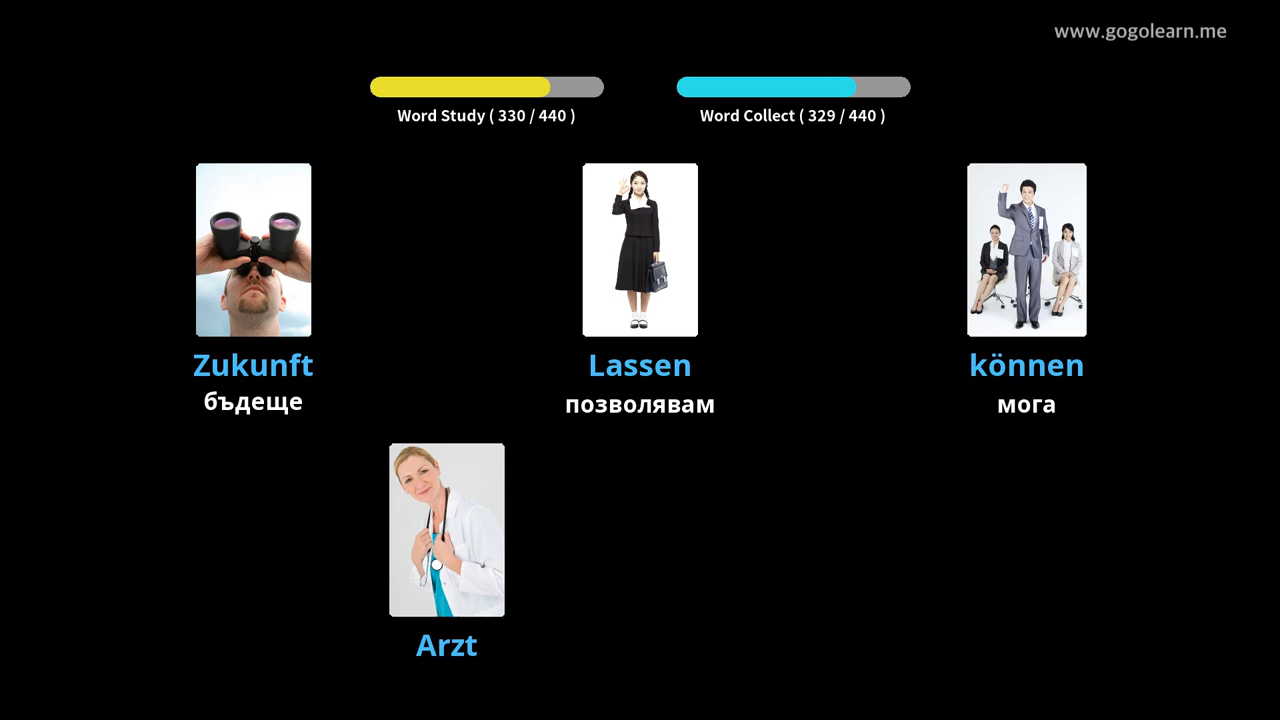 www.gogolearn.me
Word Study ( 330 / 440 )
Word Collect ( 329 / 440 )
Zukunft
бъдеще
Lassen
позволявам
können
мога
Arzt